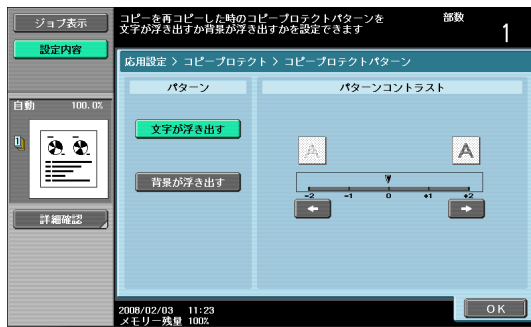 ジョブ表示
設定内容
コピーを再コピーした時のコピープロテクトパターンを
文字が浮き出すか背景が浮き出すかを設定できます
部数
1
応用設定 > コピープロテクト > コピープロテクトパターン
自動 100.0%
1
詳細確認
パターン
文字が浮き出す
背景が浮き出す
パターンコントラスト
A A
-2 -1 0 +1 +2
← →
2008/02/03 11:23
メモリー残量 100%
OK